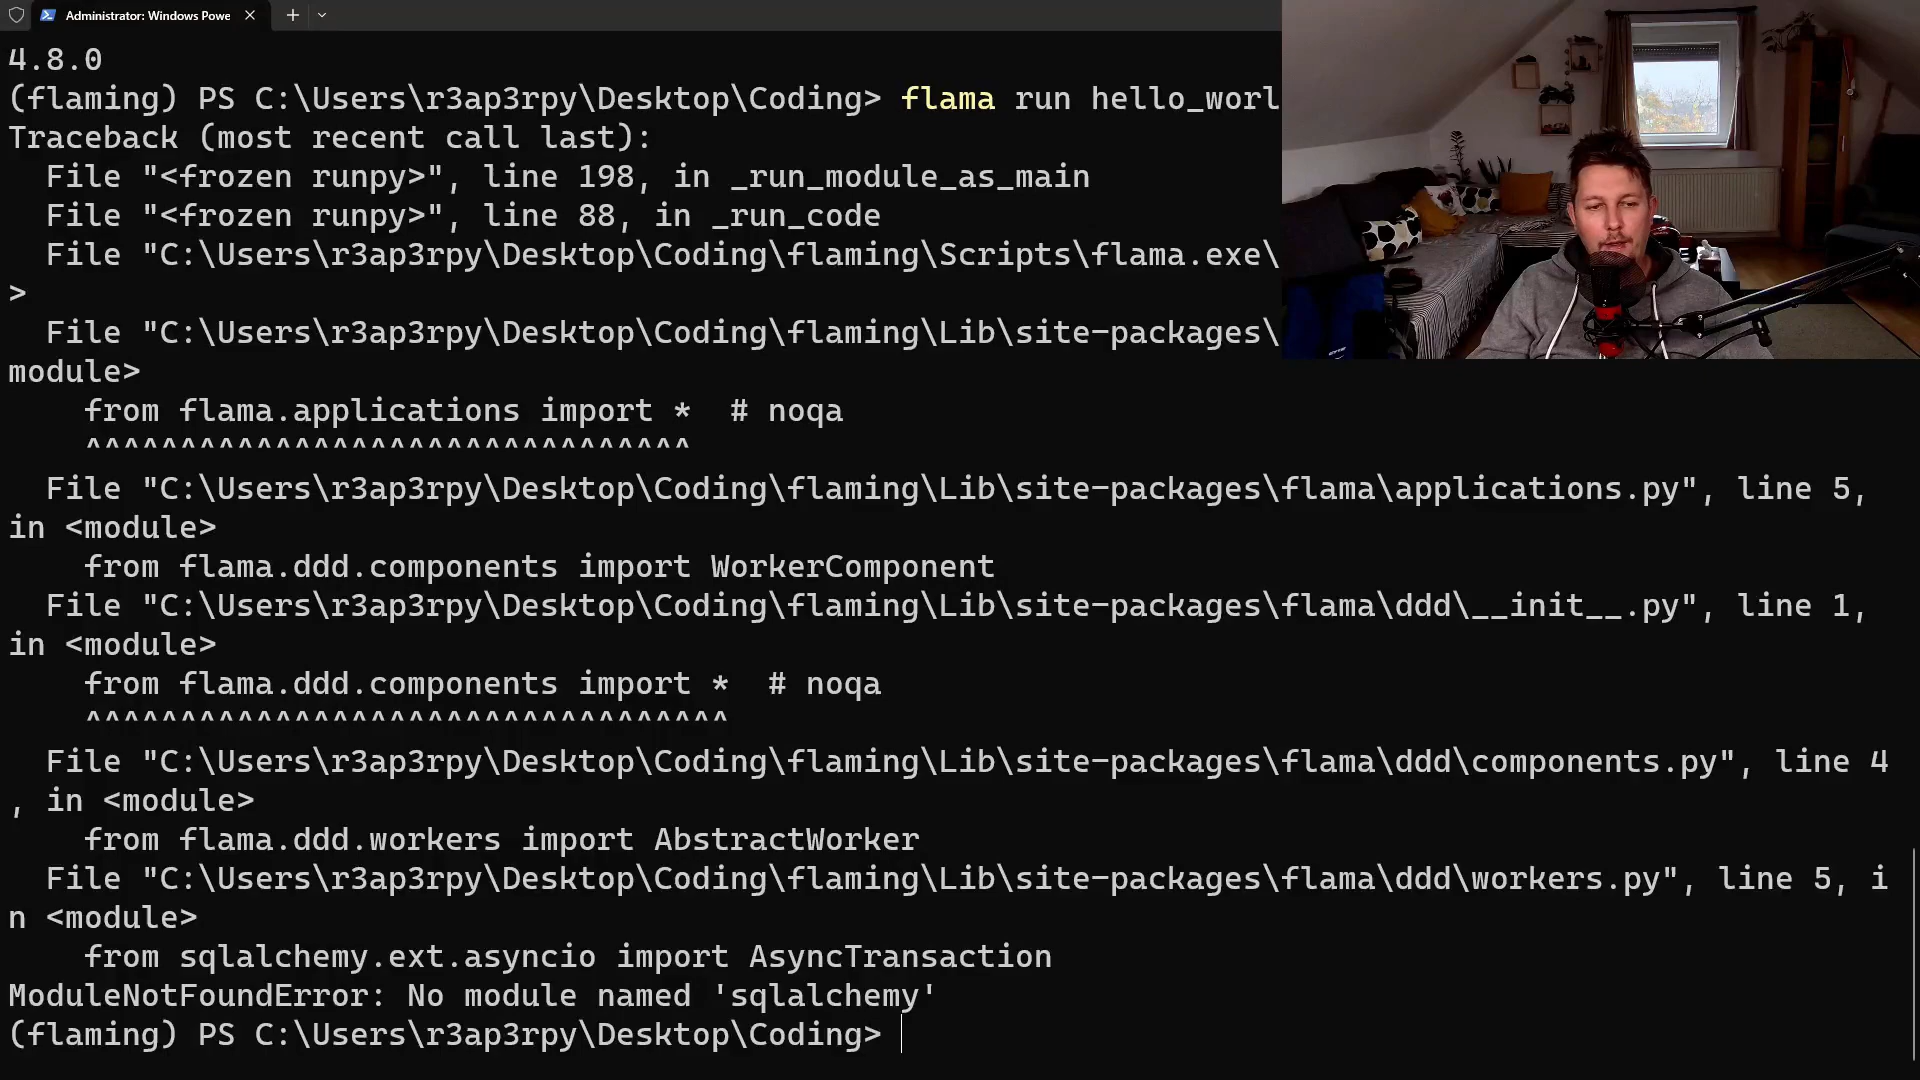 Administrator: Windows Powe
4.8.0
(flaming) PS C:\Users\r3ap3rpy\Desktop\Coding> flama run hello_worl
Traceback (most recent call last):
  File "<frozen runpy>", line 198, in _run_module_as_main
  File "<frozen runpy>", line 88, in _run_code
  File "C:\Users\r3ap3rpy\Desktop\Coding\flaming\Scripts\flama.exe\
>
  File "C:\Users\r3ap3rpy\Desktop\Coding\flaming\Lib\site-packages\
module>
    from flama.applications import *  # noqa
    ^^^^^^^^^^^^^^^^^^^^^^^^^^^^^^^^
  File "C:\Users\r3ap3rpy\Desktop\Coding\flaming\Lib\site-packages\flama\applications.py", line 5,
in <module>
    from flama.ddd.components import WorkerComponent
  File "C:\Users\r3ap3rpy\Desktop\Coding\flaming\Lib\site-packages\flama\ddd\__init__.py", line 1,
in <module>
    from flama.ddd.components import *  # noqa
    ^^^^^^^^^^^^^^^^^^^^^^^^^^^^^^^^^^
  File "C:\Users\r3ap3rpy\Desktop\Coding\flaming\Lib\site-packages\flama\ddd\components.py", line 4
, in <module>
    from flama.ddd.workers import AbstractWorker
  File "C:\Users\r3ap3rpy\Desktop\Coding\flaming\Lib\site-packages\flama\ddd\workers.py", line 5, i
n <module>
    from sqlalchemy.ext.asyncio import AsyncTransaction
ModuleNotFoundError: No module named 'sqlalchemy'
(flaming) PS C:\Users\r3ap3rpy\Desktop\Coding>